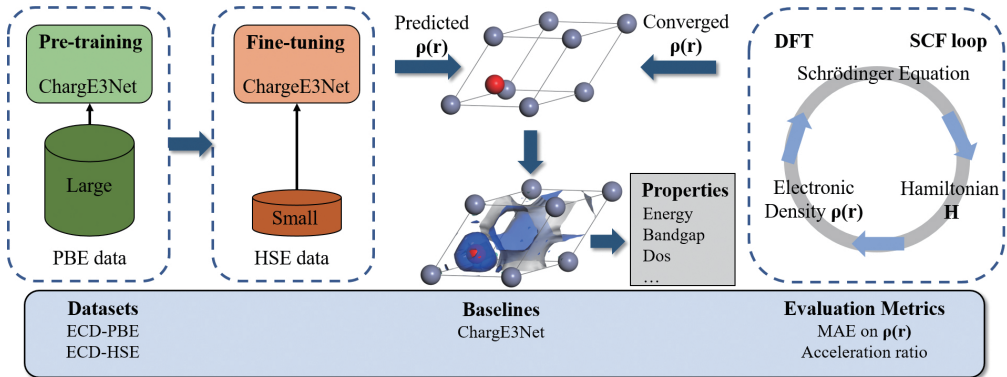 Pre-training
ChargE3Net
Large
PBE data
Fine-tuning
ChargeE3Net
Small
HSE data
Predicted
ρ(r)
Converged
ρ(r)
Properties
Energy
Bandgap
Dos
…
DFT
SCF loop
Schrödinger Equation
Electronic
Density ρ(r)
Hamiltonian
H
Datasets
ECD-PBE
ECD-HSE
Baselines
ChargE3Net
Evaluation Metrics
MAE on ρ(r)
Acceleration ratio